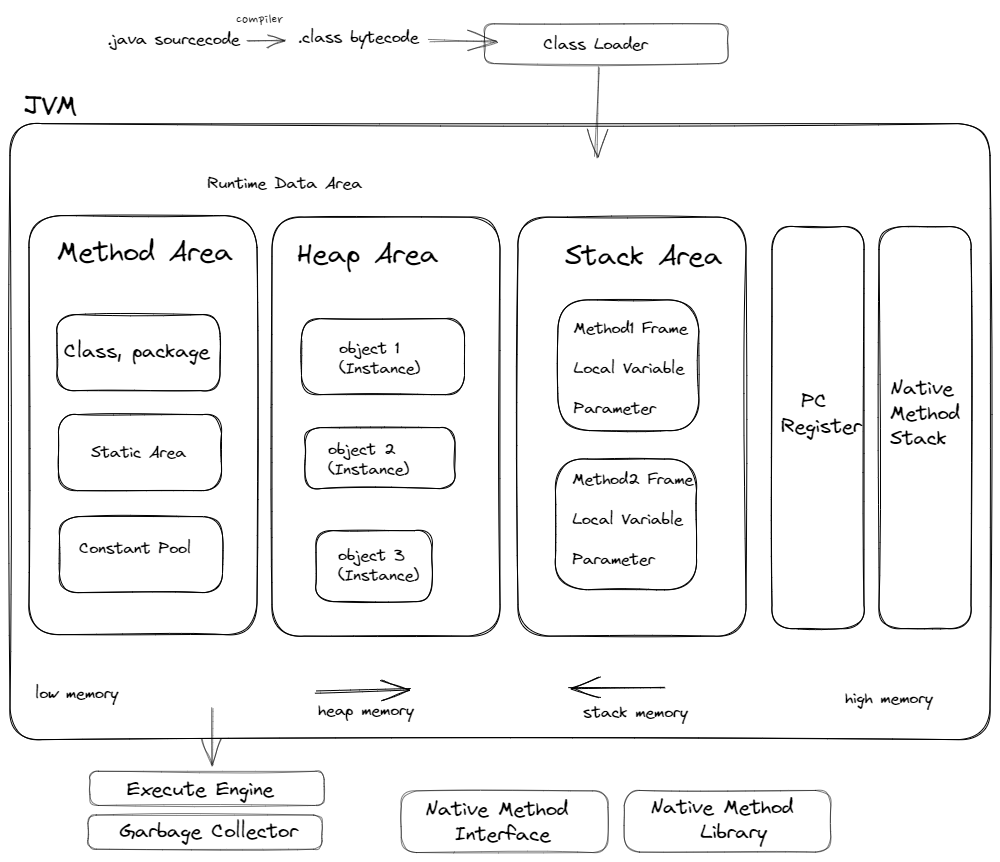 compiler
.java sourcecode
.class bytecode
Class Loader
JVM
Runtime Data Area
Method Area
Class, package
Static Area
Constant Pool
Heap Area
object 1
(Instance)
object 2
(Instance)
object 3
(Instance)
Stack Area
Method1 Frame
Local Variable
Parameter
Method2 Frame
Local Variable
Parameter
PC
Register
Native
Method
Stack
low memory
heap memory
stack memory
high memory
Execute Engine
Garbage Collector
Native Method
Interface
Native Method
Library